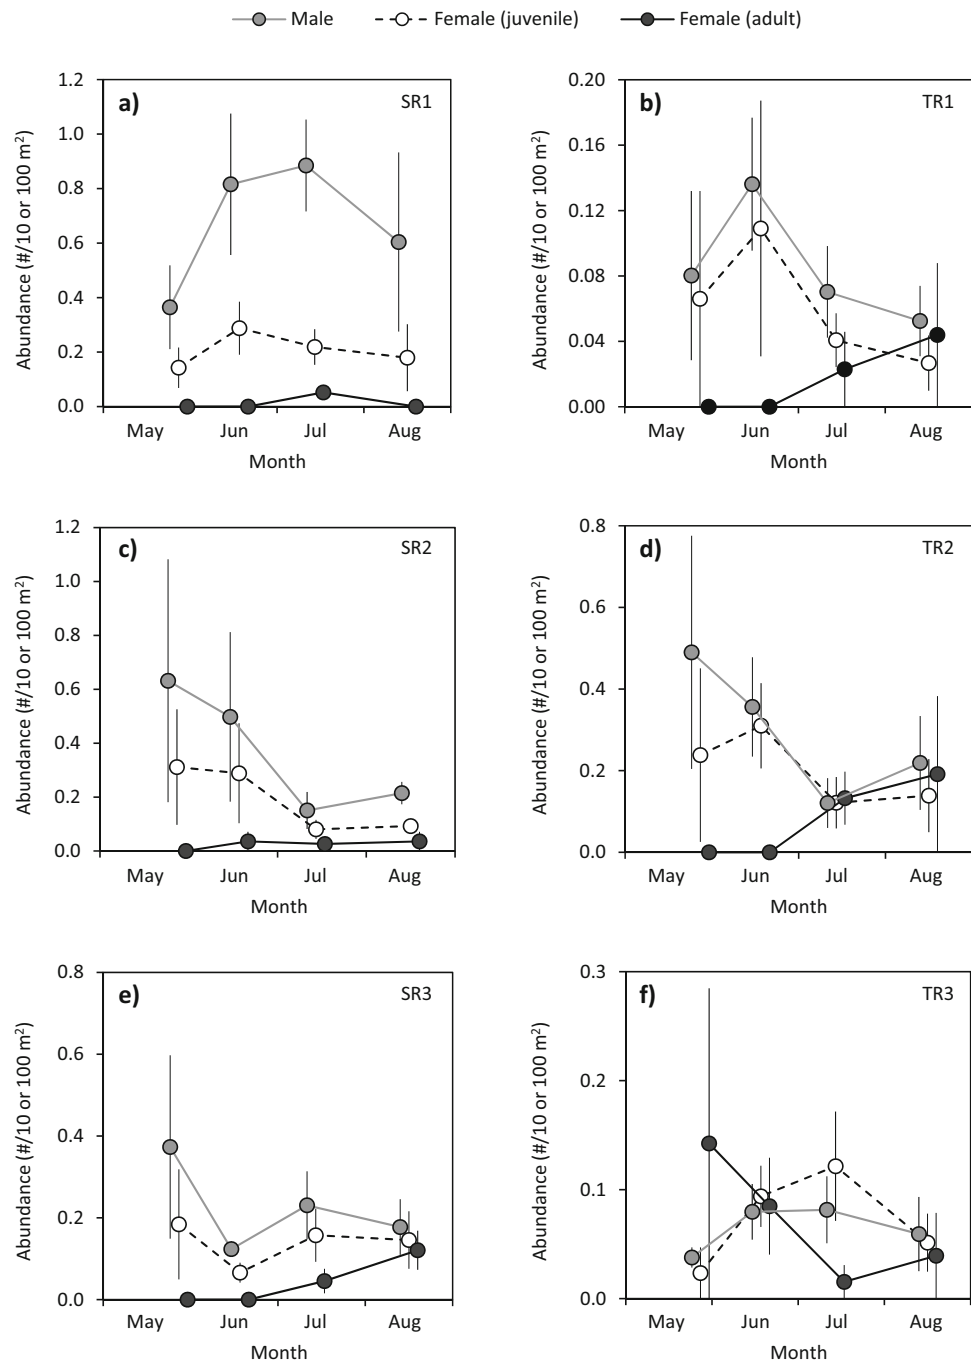 Male Female (juvenile) Female (adult)
a) SR1
Abundance (#/10 or 100 m²)
1.2
1.0
0.8
0.6
0.4
0.2
0.0
May Jun Jul Aug
Month
b) TR1
Abundance (#/10 or 100 m²)
0.20
0.16
0.12
0.08
0.04
0.00
May Jun Jul Aug
Month
c) SR2
Abundance (#/10 or 100 m²)
1.2
1.0
0.8
0.6
0.4
0.2
0.0
May Jun Jul Aug
Month
d) TR2
Abundance (#/10 or 100 m²)
0.8
0.6
0.4
0.2
0.0
May Jun Jul Aug
Month
e) SR3
Abundance (#/10 or 100 m²)
0.8
0.6
0.4
0.2
0.0
May Jun Jul Aug
Month
f) TR3
Abundance (#/10 or 100 m²)
0.3
0.2
0.1
0.0
May Jun Jul Aug
Month